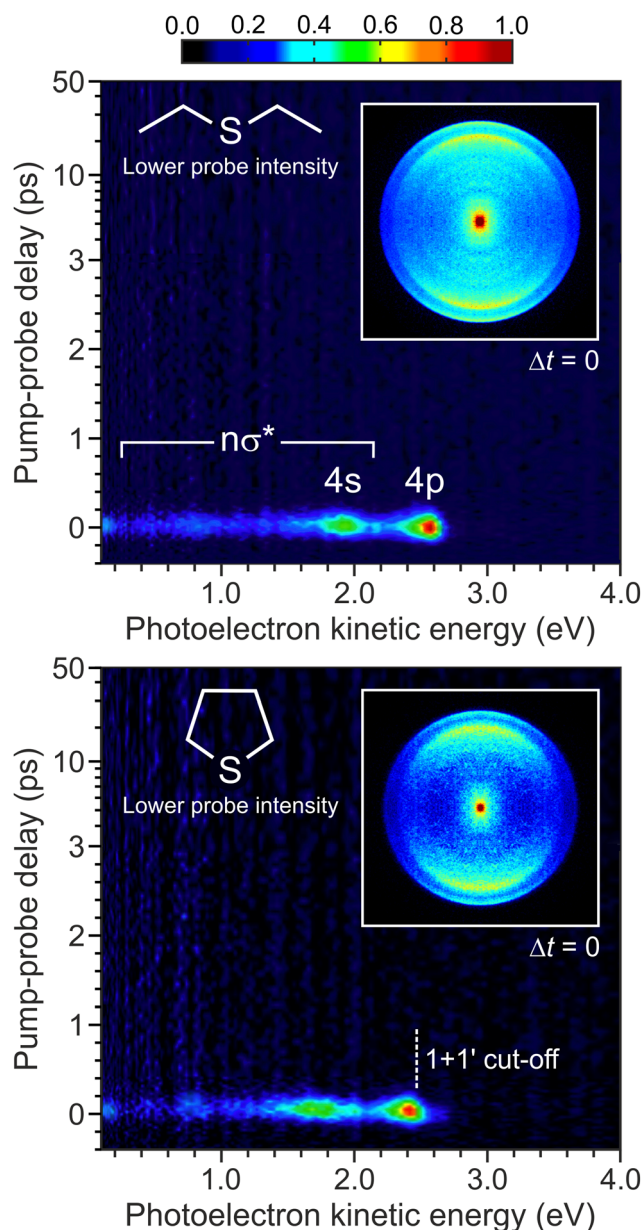 0.0 0.2 0.4 0.6 0.8 1.0
50
10
3
2
1
0
Pump-probe delay (ps)
S
Lower probe intensity
Δt = 0
nσ*
4s
4p
1.0 2.0 3.0 4.0
Photoelectron kinetic energy (eV)
50
10
3
2
1
0
Pump-probe delay (ps)
S
Lower probe intensity
Δt = 0
1+1' cut-off
1.0 2.0 3.0 4.0
Photoelectron kinetic energy (eV)